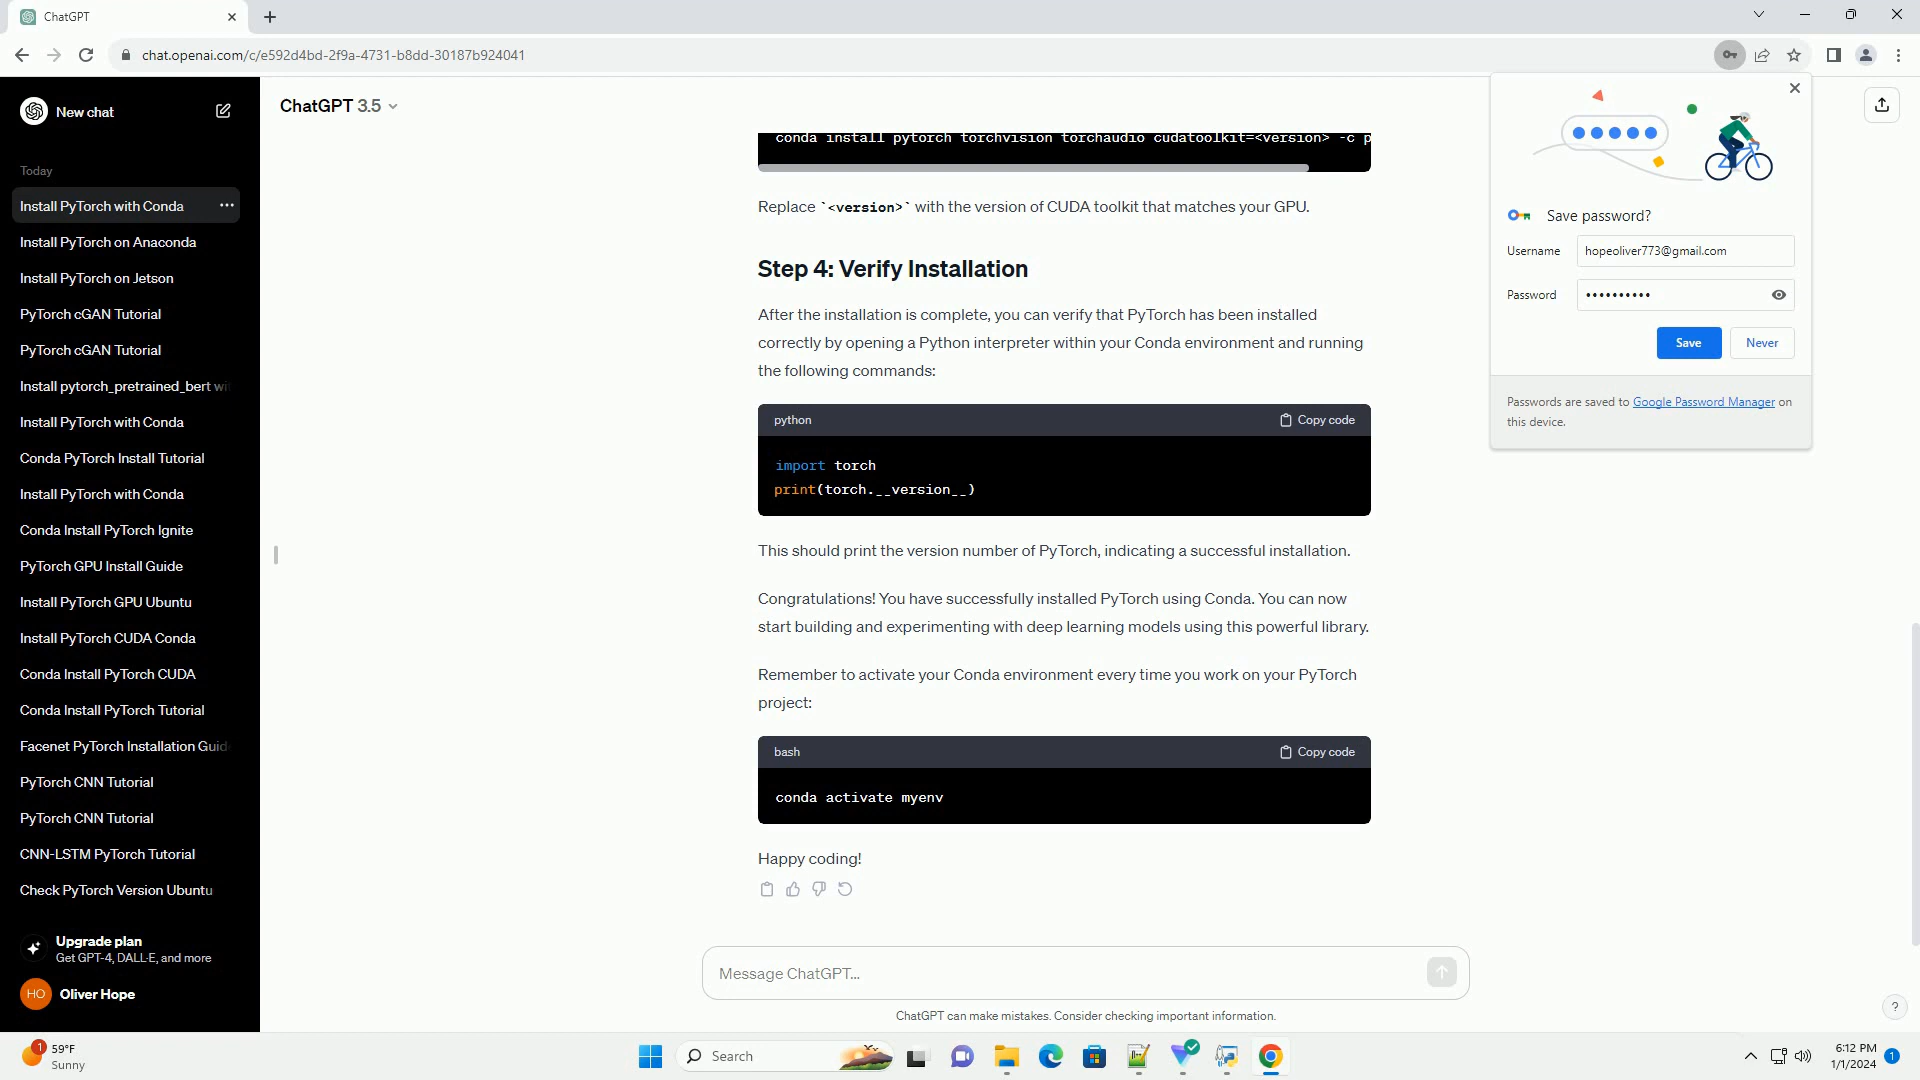 ChatGPT
chat.openai.com/c/e592d4bd-2f9a-4731-b8dd-30187b924041
New chat
Today
Install PyTorch with Conda
Install PyTorch on Anaconda
Install PyTorch on Jetson
PyTorch cGAN Tutorial
PyTorch cGAN Tutorial
Install pytorch_pretrained_bert wi
Install PyTorch with Conda
Conda PyTorch Install Tutorial
Install PyTorch with Conda
Conda Install PyTorch Ignite
PyTorch GPU Install Guide
Install PyTorch GPU Ubuntu
Install PyTorch CUDA Conda
Conda Install PyTorch CUDA
Conda Install PyTorch Tutorial
Facenet PyTorch Installation Guid
PyTorch CNN Tutorial
PyTorch CNN Tutorial
CNN-LSTM PyTorch Tutorial
Check PyTorch Version Ubuntu
Upgrade plan
Get GPT-4, DALL·E, and more
HO
Oliver Hope
ChatGPT 3.5
conda install pytorch torchvision torchaudio cudatoolkit=<version> -c p
Replace `<version>` with the version of CUDA toolkit that matches your GPU.
Step 4: Verify Installation
After the installation is complete, you can verify that PyTorch has been installed
correctly by opening a Python interpreter within your Conda environment and running
the following commands:
python
Copy code
import torch
print(torch.__version__)
This should print the version number of PyTorch, indicating a successful installation.
Congratulations! You have successfully installed PyTorch using Conda. You can now
start building and experimenting with deep learning models using this powerful library.
Remember to activate your Conda environment every time you work on your PyTorch
project:
bash
Copy code
conda activate myenv
Happy coding!
Message ChatGPT...
ChatGPT can make mistakes. Consider checking important information.
?
Save password?
Username
hopeoliver773@gmail.com
Password
••••••••••
Save
Never
Passwords are saved to Google Password Manager on
this device.
1
59°F
Sunny
Search
6:12 PM
1/1/2024
1